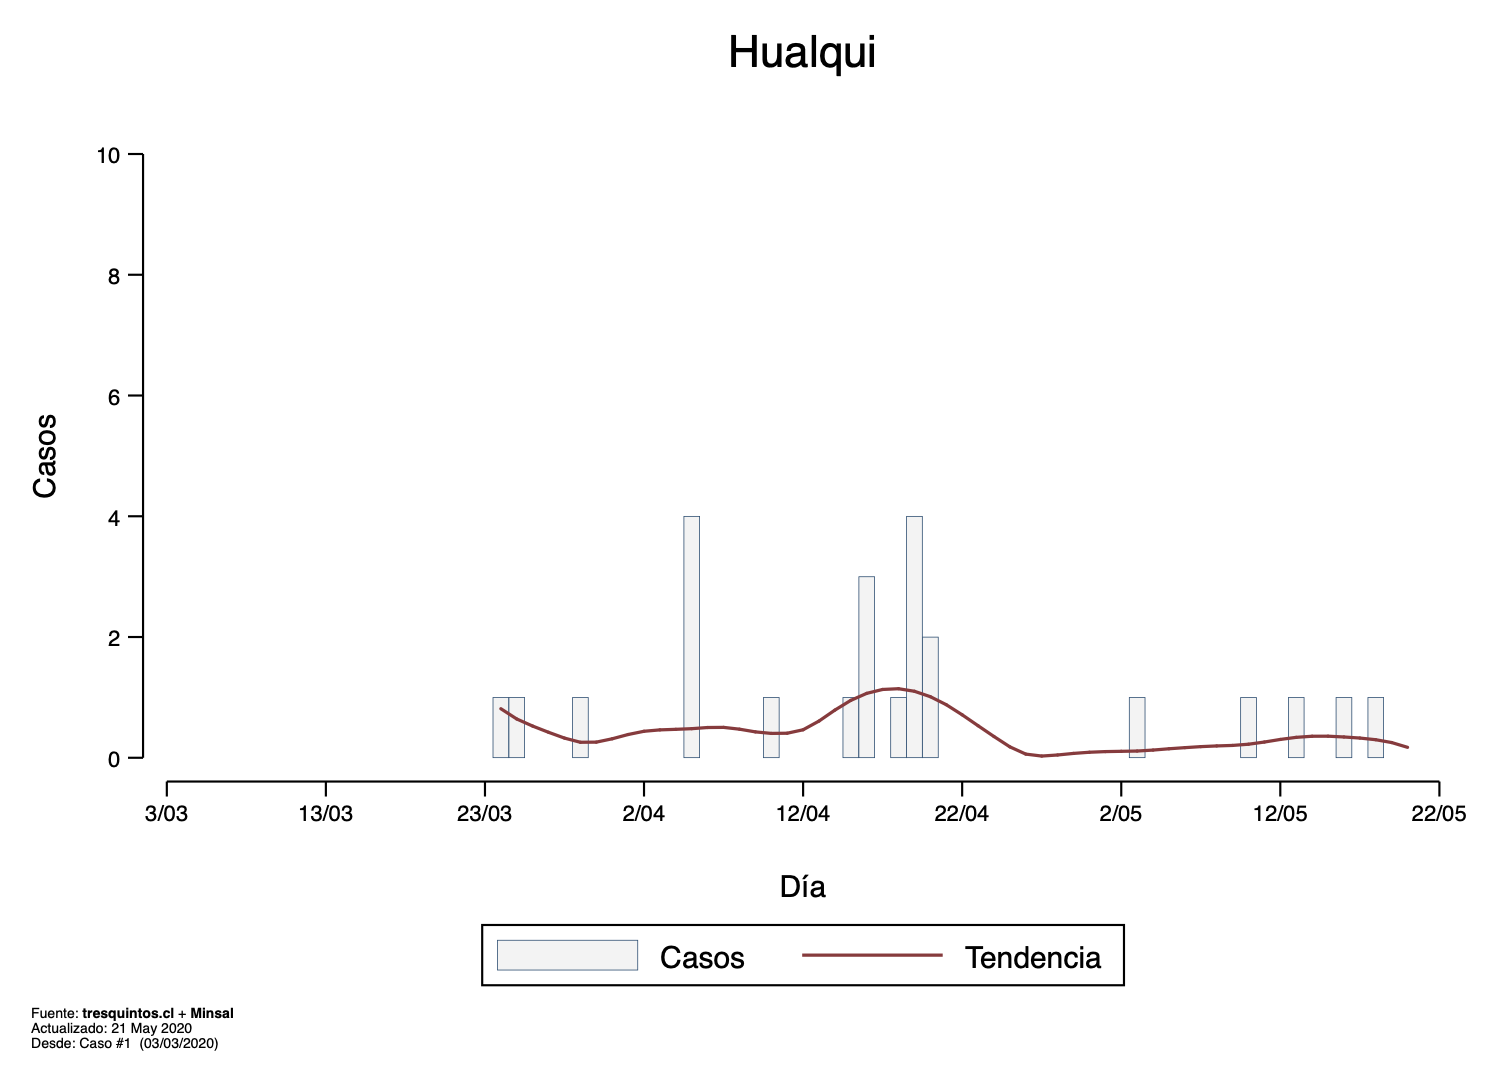 Hualqui
10
8
6
4
2
0
Casos
3/03 13/03 23/03 2/04 12/04 22/04 2/05 12/05 22/05
Día
Casos Tendencia
Fuente: tresquintos.cl + Minsal
Actualizado: 21 May 2020
Desde: Caso #1 (03/03/2020)